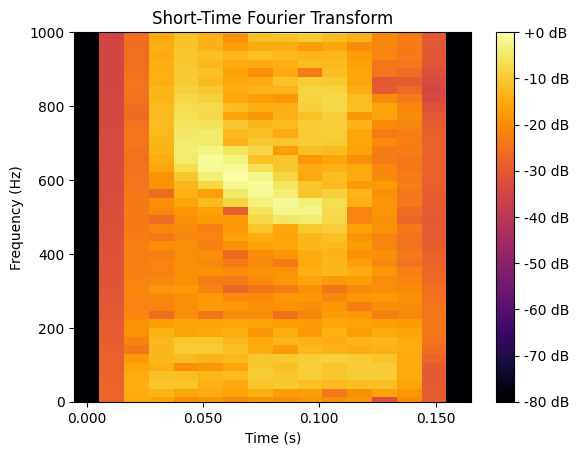 Short-Time Fourier Transform
1000
800
600
400
200
0
Frequency (Hz)
0.000
0.050
0.100
0.150
Time (s)
+0 dB
-10 dB
-20 dB
-30 dB
-40 dB
-50 dB
-60 dB
-70 dB
-80 dB